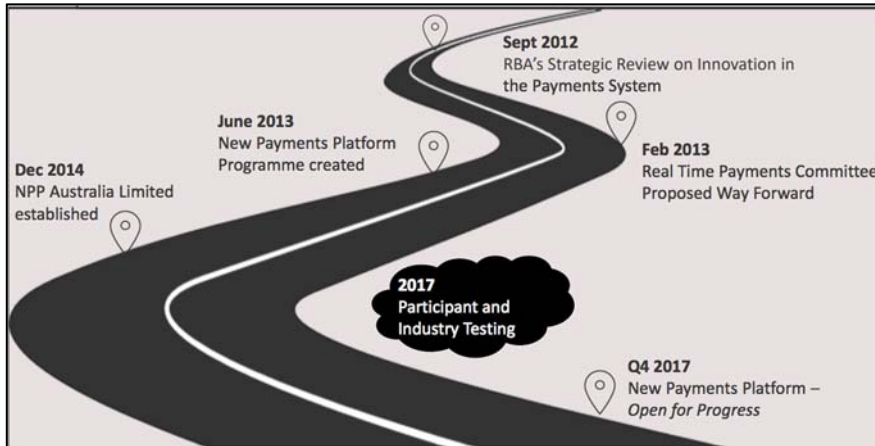 Sept 2012
RBA's Strategic Review on Innovation in
the Payments System
June 2013
New Payments Platform
Programme created
Feb 2013
Real Time Payments Committee
Proposed Way Forward
Dec 2014
NPP Australia Limited
established
2017
Participant and
Industry Testing
Q4 2017
New Payments Platform –
Open for Progress